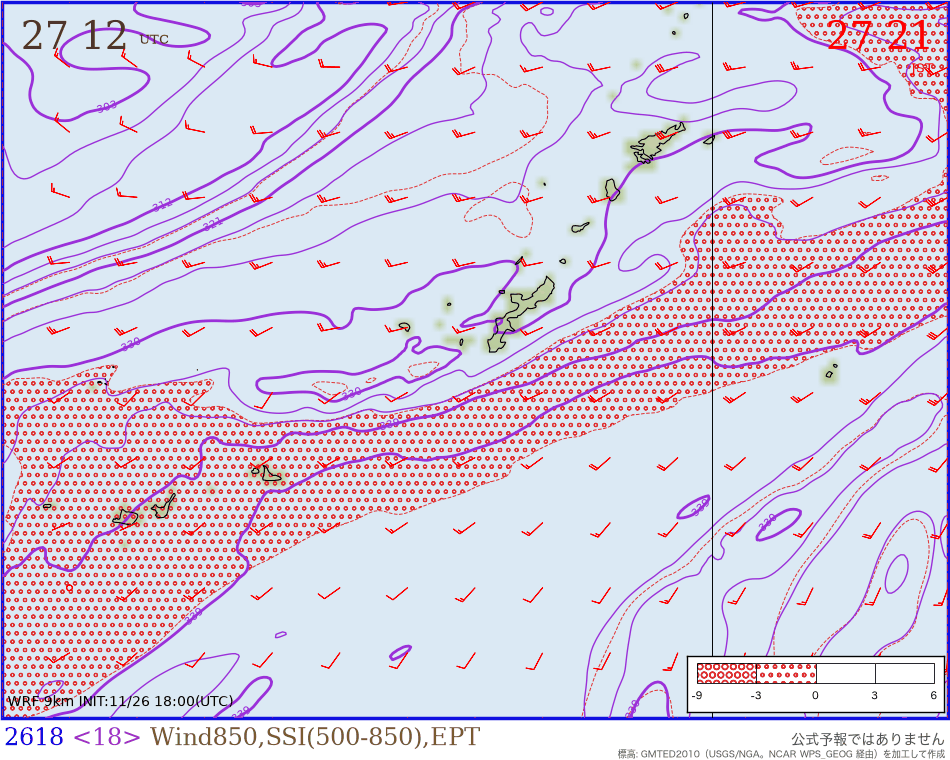 27 12 UTC
27 21
303
312
321
330
330
330
330
330
330
330
330
WRF 9km INIT:11/26 18:00(UTC)
-9 -3 0 3 6
2618 <18> Wind850,SSI(500-850),EPT
公式予報ではありません
標高: GMTED2010（USGS/NGA。NCAR WPS_GEOG 経由）を加工して作成